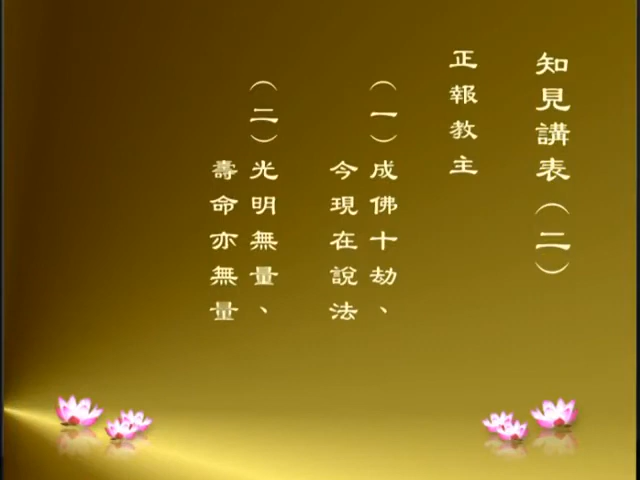 知見講表（二）
正報教主
（一）成佛十劫、
今現在說法
（二）光明無量、
壽命亦無量